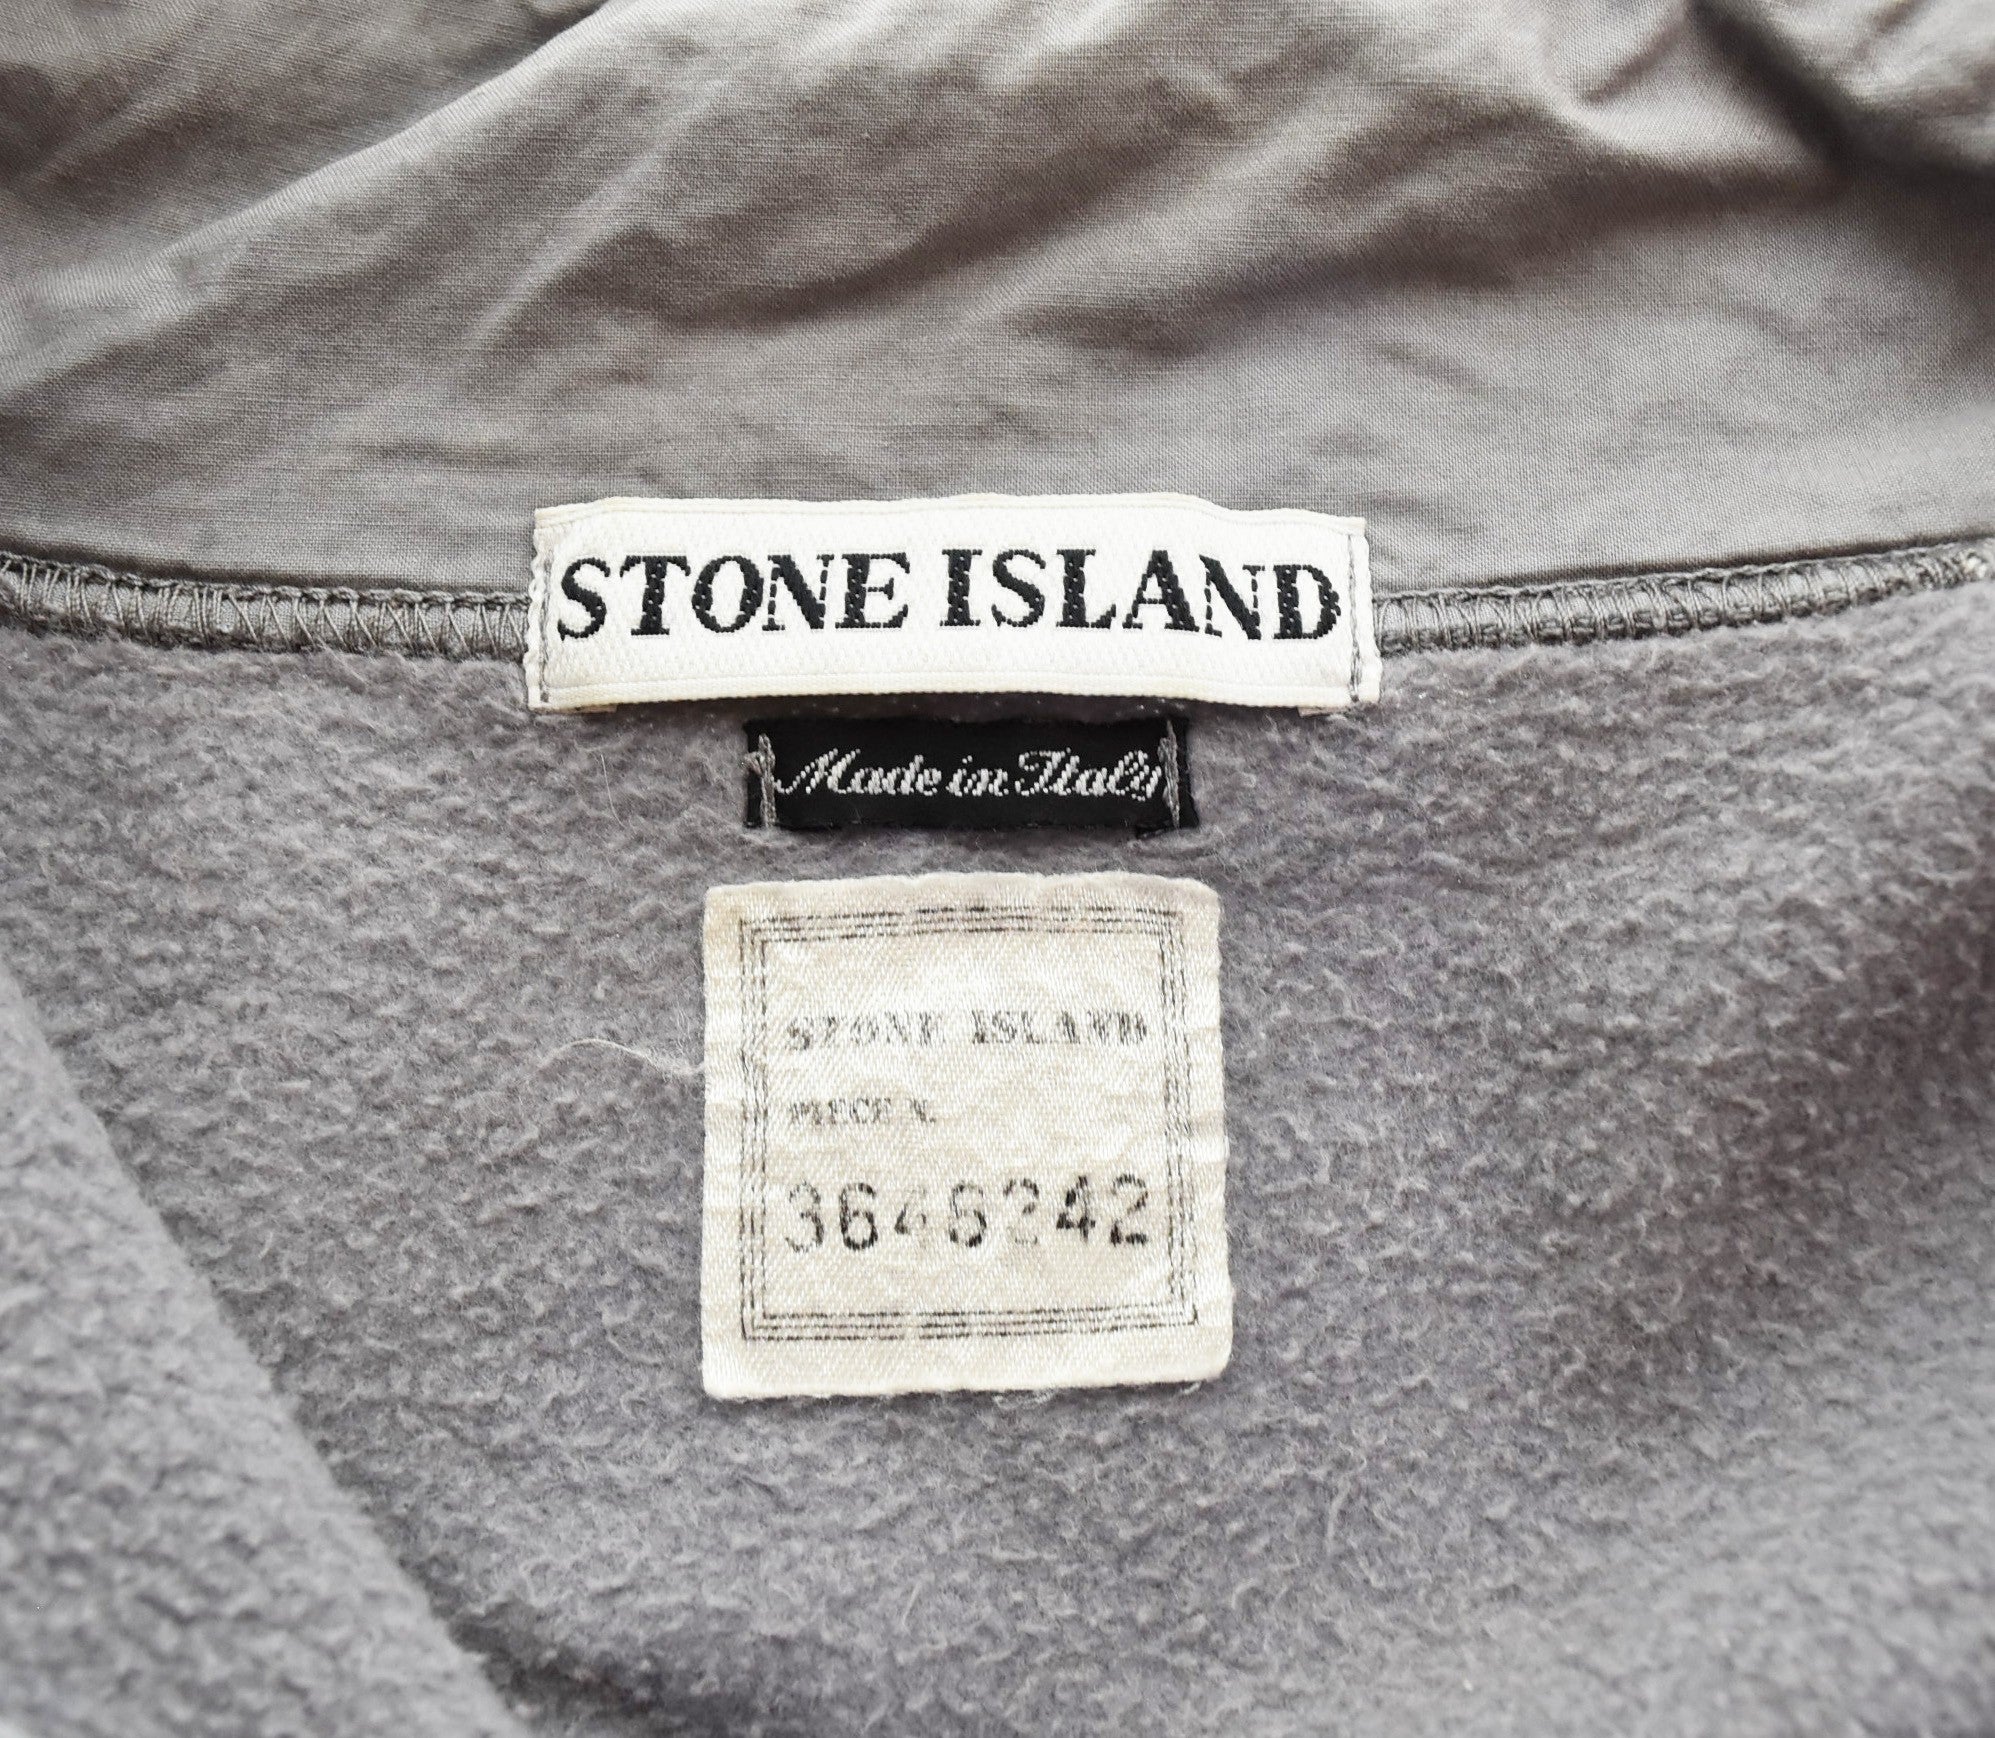 STONE ISLAND
Made in Italy
STONE ISLAND
PIECE N.
3646242